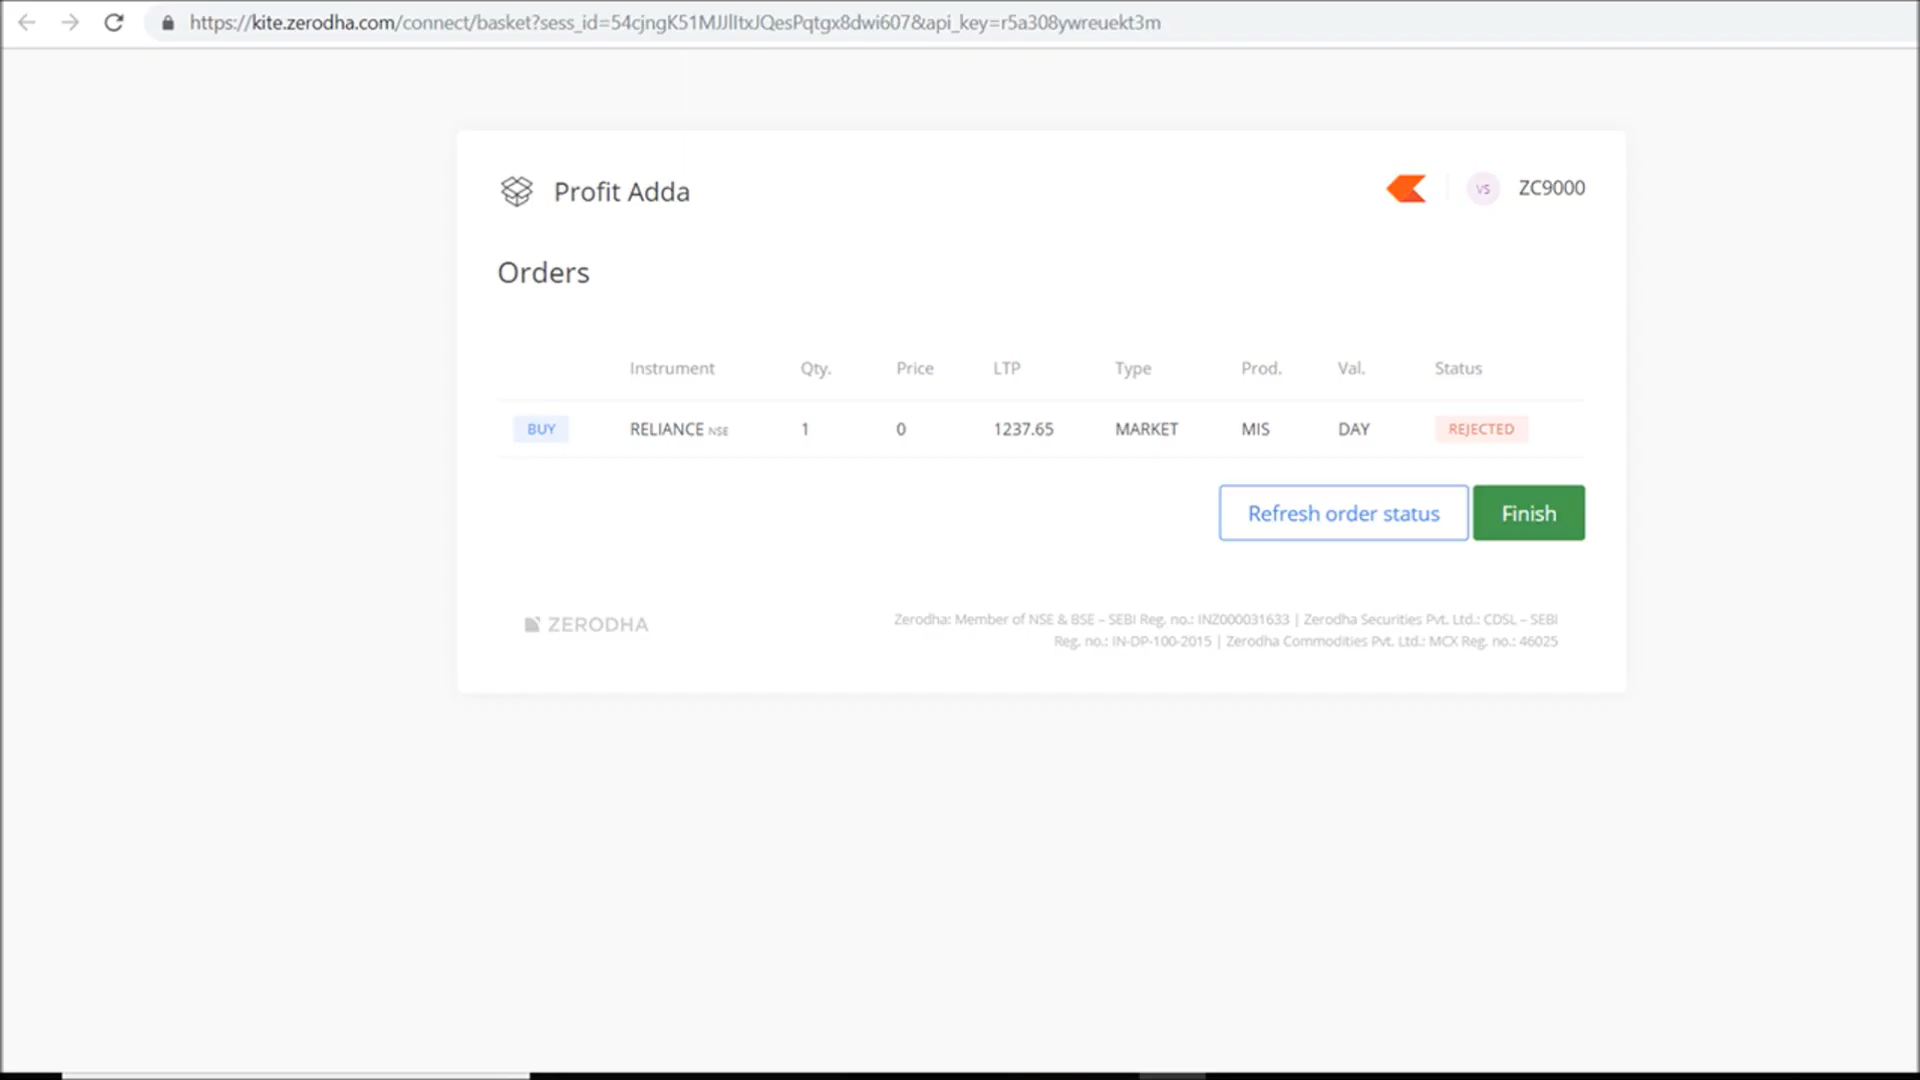 https://kite.zerodha.com/connect/basket?sess_id=54cjngK51MJJlItxJQesPqtgx8dwi607&api_key=r5a308ywreuekt3m
Profit Adda
VS ZC9000
Orders
Instrument Qty. Price LTP Type Prod. Val. Status
BUY RELIANCE NSE 1 0 1237.65 MARKET MIS DAY REJECTED
Refresh order status Finish
ZERODHA
Zerodha: Member of NSE & BSE – SEBI Reg. no.: INZ000031633 | Zerodha Securities Pvt. Ltd.: CDSL – SEBI
Reg. no.: IN-DP-100-2015 | Zerodha Commodities Pvt. Ltd.: MCX Reg. no.: 46025